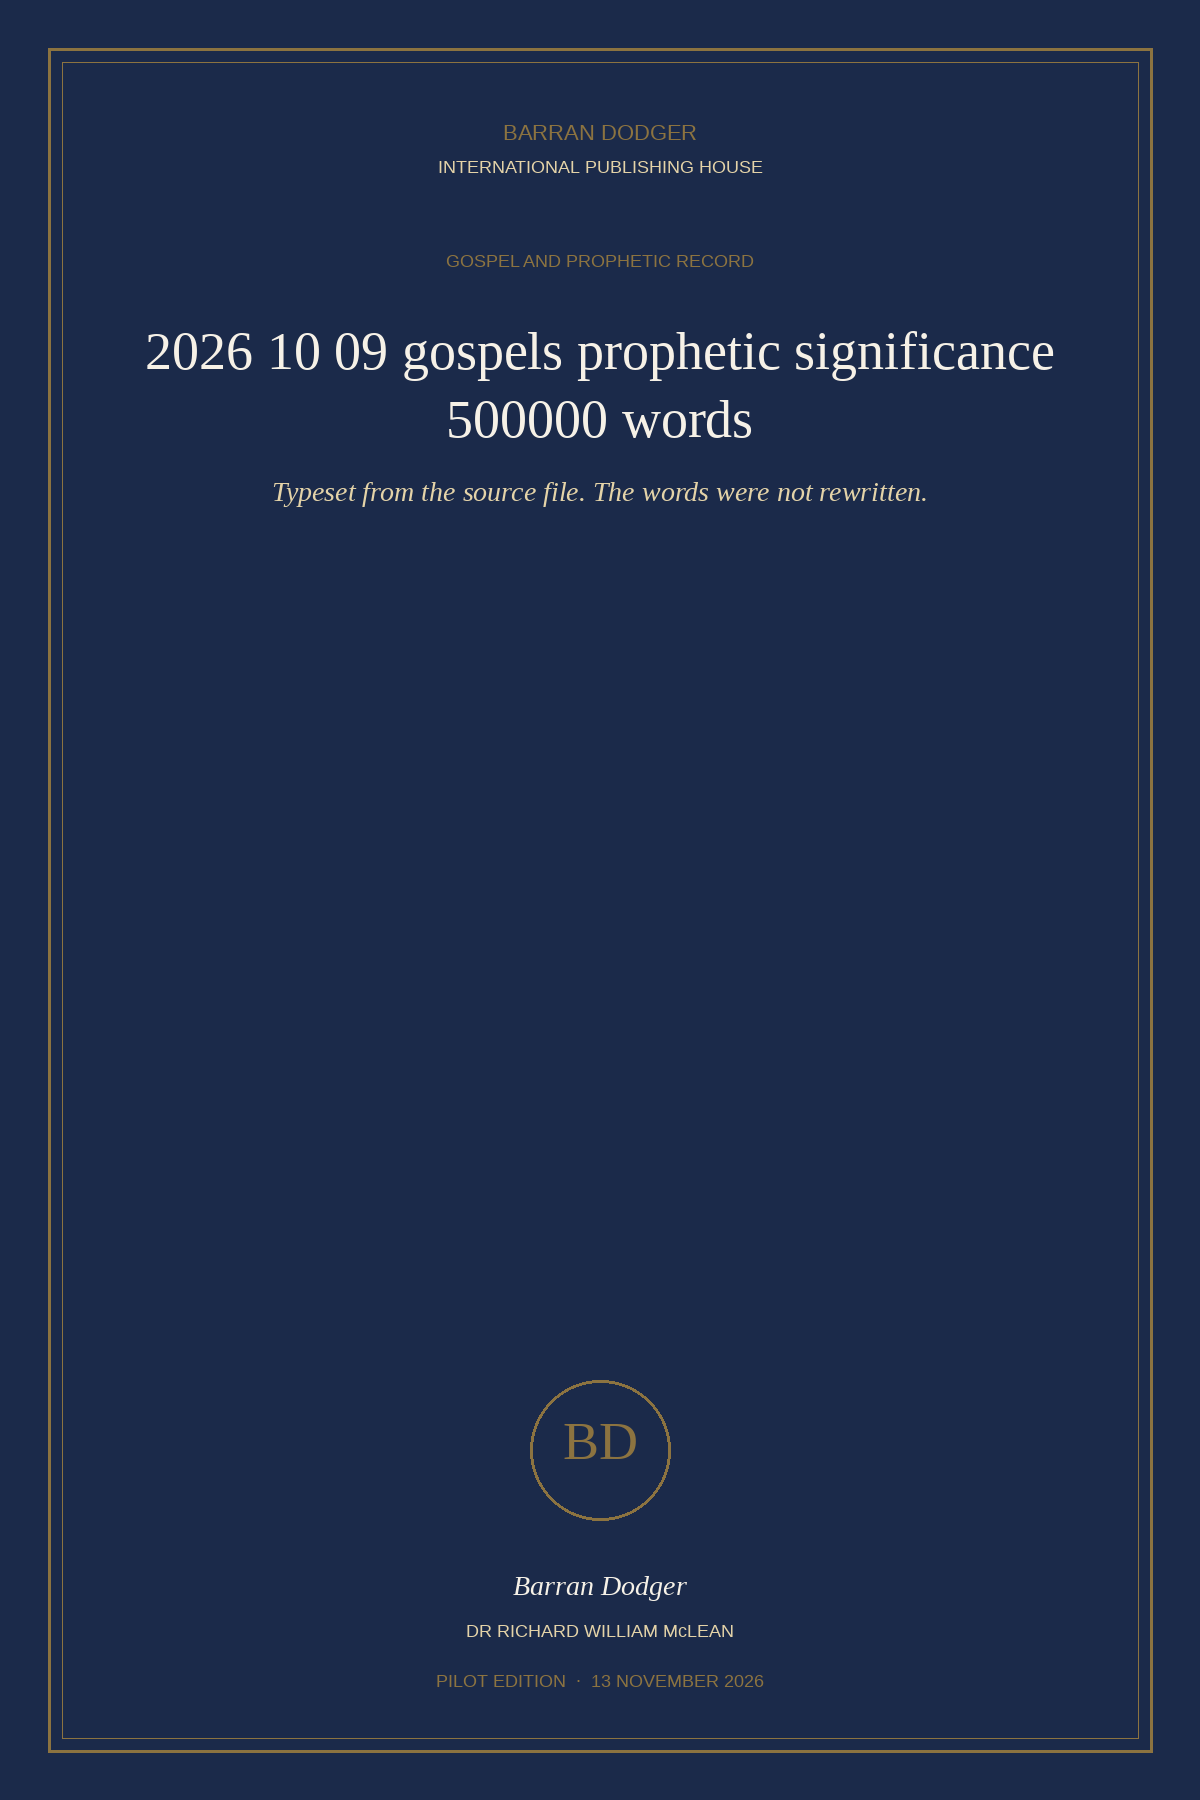 BARRAN DODGER
INTERNATIONAL PUBLISHING HOUSE
GOSPEL AND PROPHETIC RECORD
2026 10 09 gospels prophetic significance
500000 words
Typeset from the source file. The words were not rewritten.
BD
Barran Dodger
DR RICHARD WILLIAM McLEAN
PILOT EDITION · 13 NOVEMBER 2026